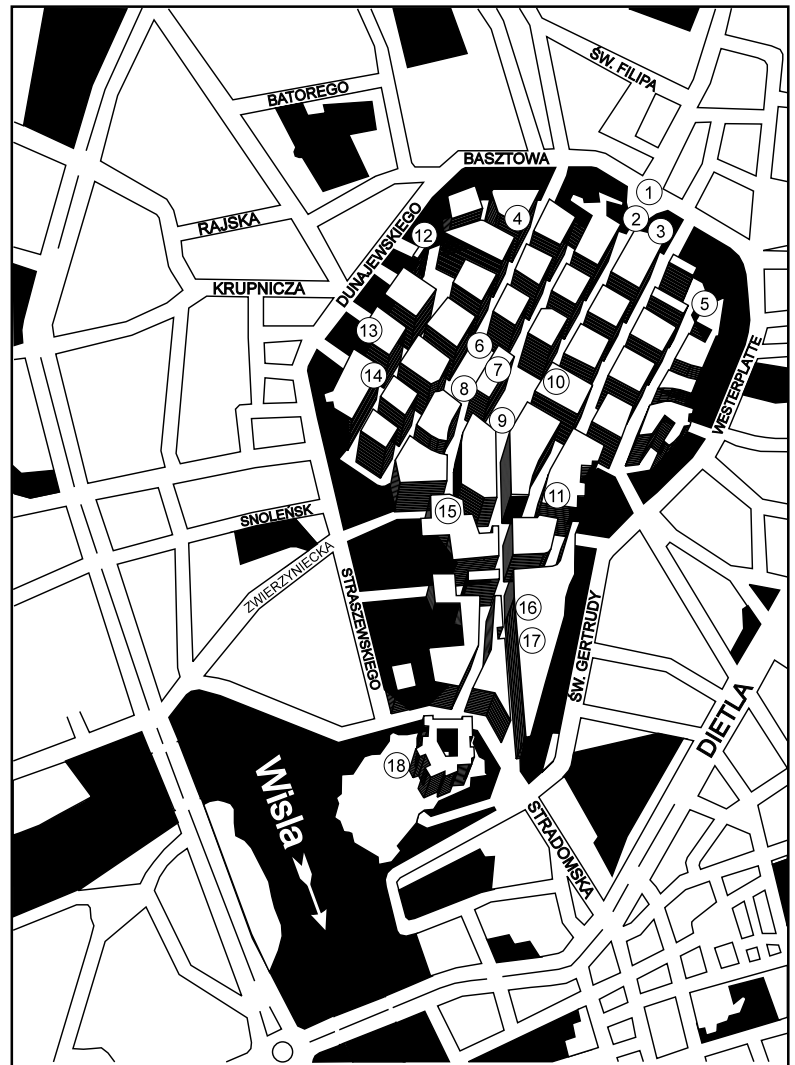 ŚW. FILIPA
BATOREGO
BASZTOWA
1
2
3
4
RAJSKA
DUNAJEWSKIEGO
12
KRUPNICZA
5
13
6
7
WESTERPLATTE
14
8
10
9
11
15
SNOLEŃSK
ZWIERZYNIECKA
STRASZEWSKIEGO
16
17
ŚW. GERTRUDY
DIETLA
18
Wisla
STRADOMSKA